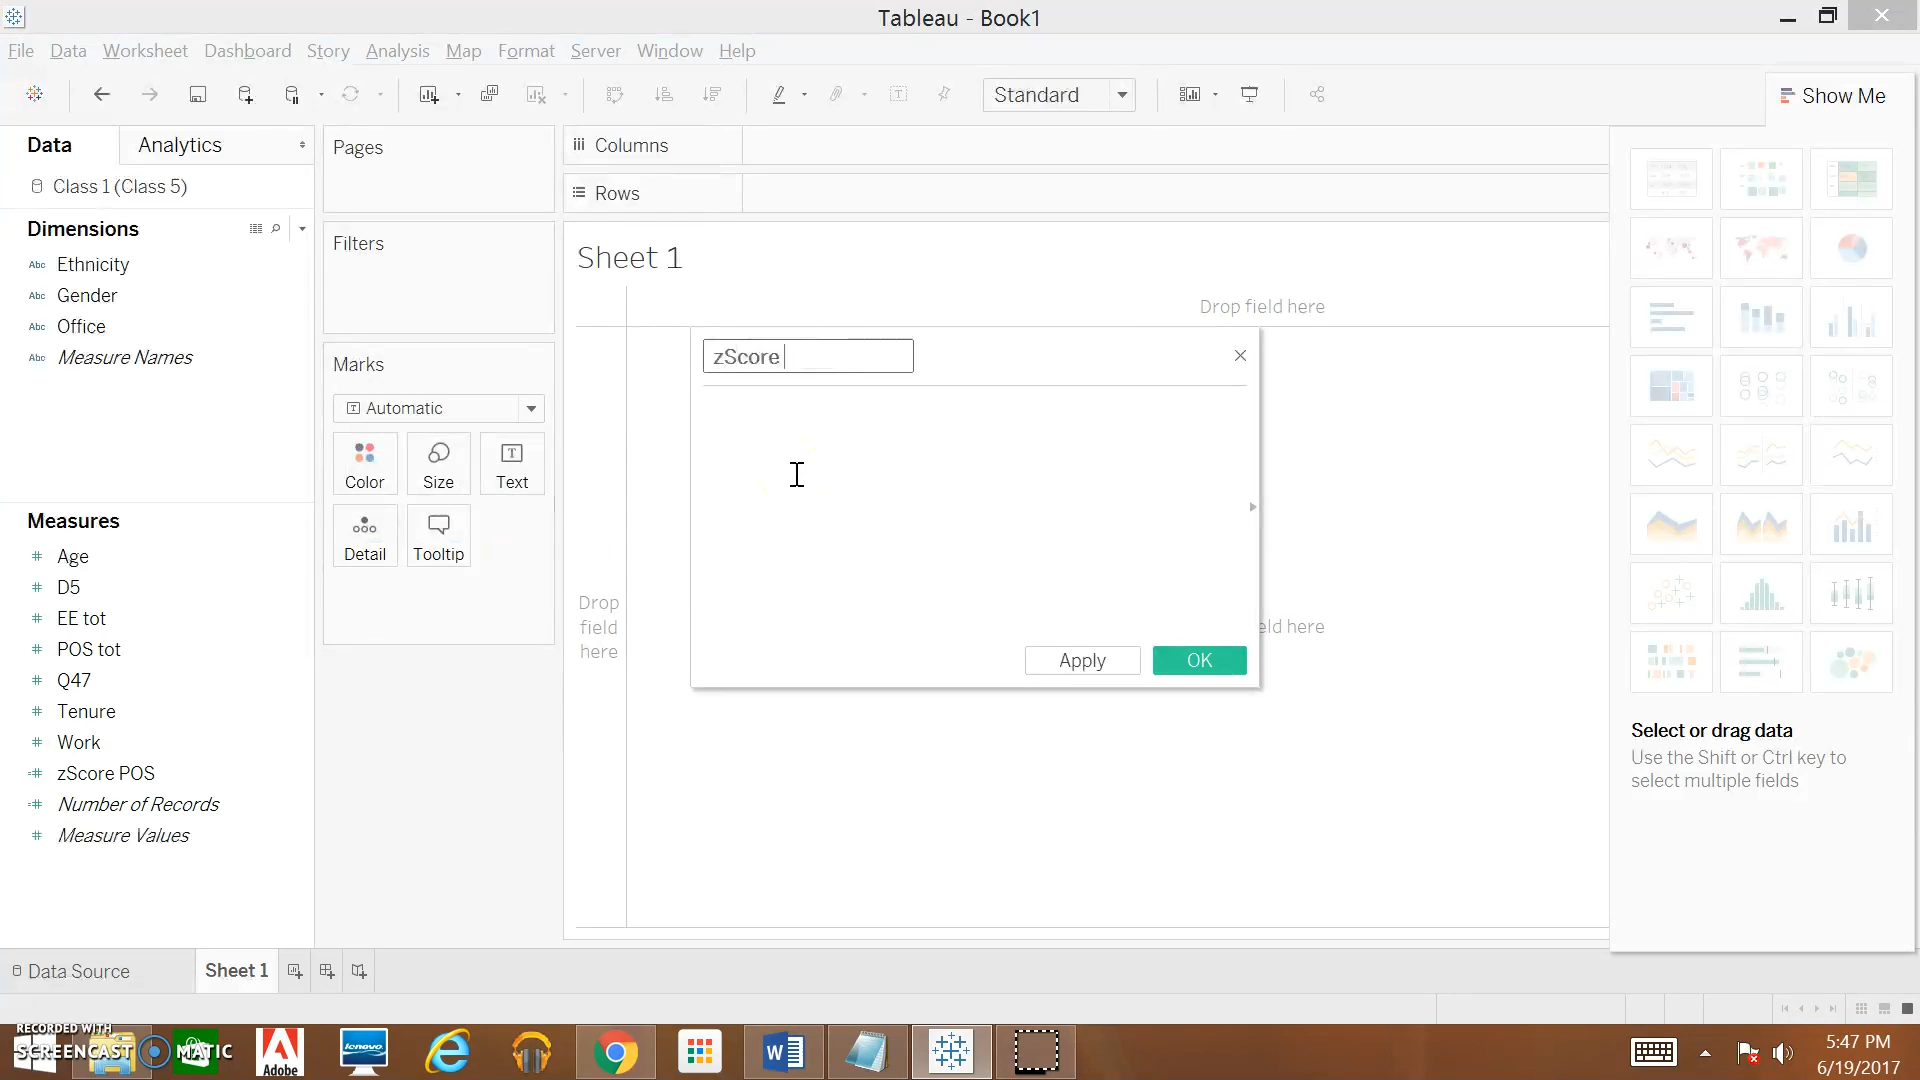 Tableau - Book1
File Data Worksheet Dashboard Story Analysis Map Format Server Window Help
Standard
Show Me
Data
Analytics
Pages
Columns
Class 1 (Class 5)
Rows
Dimensions
Filters
Sheet 1
Abc Ethnicity
Abc Gender
Abc Office
Abc Measure Names
Drop field here
zScore
Marks
Automatic
Color
Size
Text
Detail
Tooltip
Measures
Age
D5
EE tot
POS tot
Q47
Tenure
Work
zScore POS
Number of Records
Measure Values
Drop
field
here
eld here
Apply
OK
Select or drag data
Use the Shift or Ctrl key to
select multiple fields
Data Source
Sheet 1
RECORDED WITH
SCREENCAST MATIC
Adobe
lenovo
5:47 PM
6/19/2017